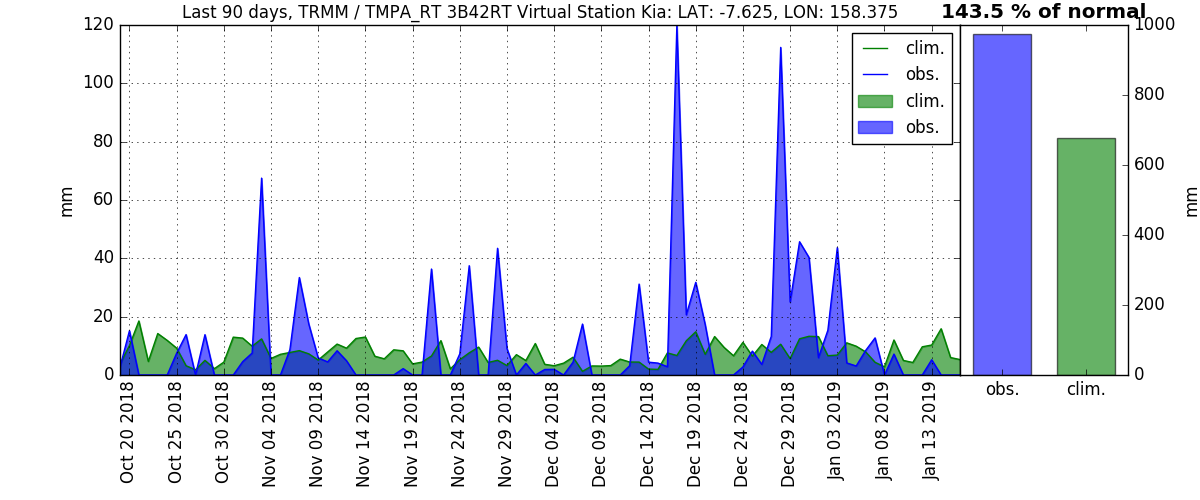 Last 90 days, TRMM / TMPA_RT 3B42RT Virtual Station Kia: LAT: -7.625, LON: 158.375
143.5 % of normal
120
100
80
60
40
20
0
mm
clim.
obs.
clim.
obs.
1000
800
600
400
200
0
mm
Oct 20 2018
Oct 25 2018
Oct 30 2018
Nov 04 2018
Nov 09 2018
Nov 14 2018
Nov 19 2018
Nov 24 2018
Nov 29 2018
Dec 04 2018
Dec 09 2018
Dec 14 2018
Dec 19 2018
Dec 24 2018
Dec 29 2018
Jan 03 2019
Jan 08 2019
Jan 13 2019
obs.
clim.